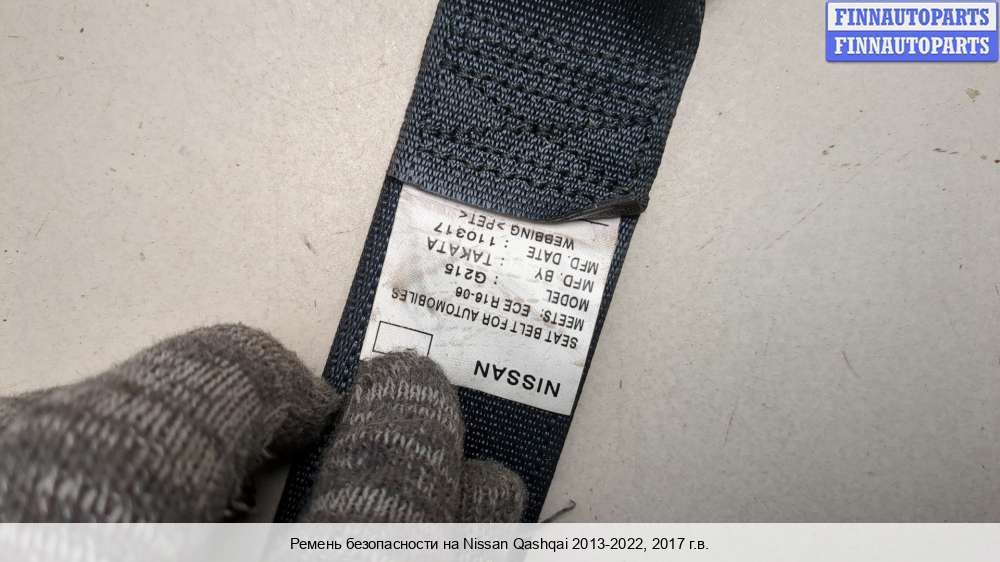 FINNAUTOPARTS
FINNAUTOPARTS
NISSAN
SEAT BELT FOR AUTOMOBILES
MEETS: ECE R16-06
MODEL : G215
MFD. BY : TAKATA
MFD. DATE : 110317
WEBBING >PET<
Ремень безопасности на Nissan Qashqai 2013-2022, 2017 г.в.